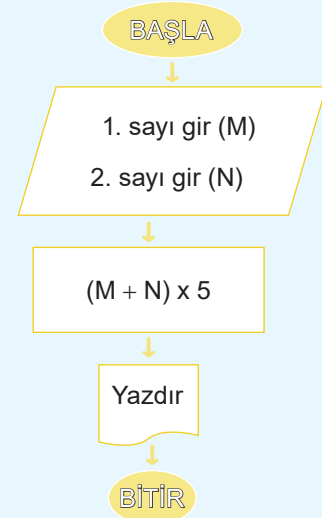 BAŞLA
1. sayı gir (M)
2. sayı gir (N)
(M + N) x 5
Yazdır
BİTİR